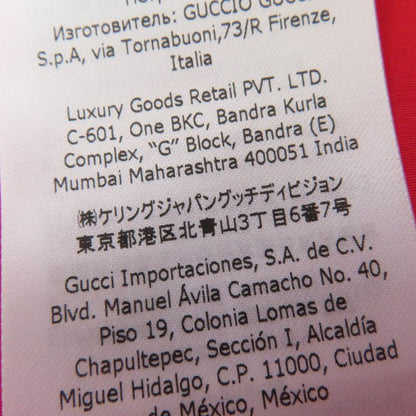 Изготовитель: GUCCIO GUCCI
S.p.A, via Tornabuoni,73/R Firenze,
Italia
Luxury Goods Retail PVT. LTD.
C-601, One BKC, Bandra Kurla
Complex, “G” Block, Bandra (E)
Mumbai Maharashtra 400051 India
㈱ケリングジャパングッチディビジョン
東京都港区北青山3丁目6番7号
Gucci Importaciones, S.A. de C.V.
Blvd. Manuel Ávila Camacho No. 40,
Piso 19, Colonia Lomas de
Chapultepec, Sección I, Alcaldía
Miguel Hidalgo, C.P. 11000, Ciudad
de México, México